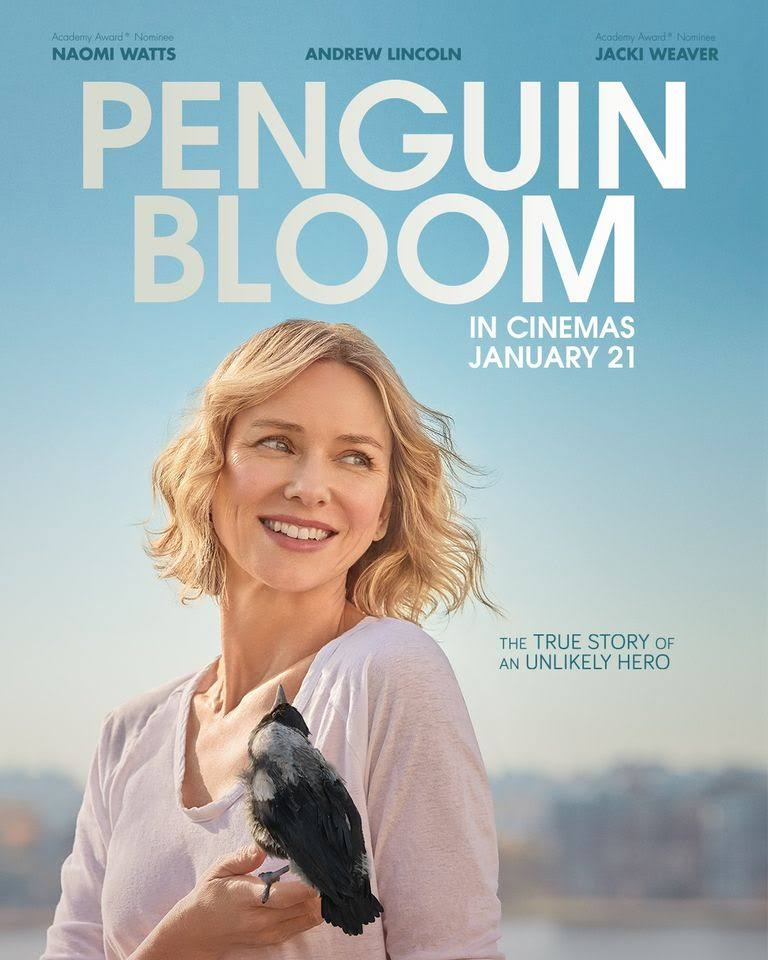 Academy Award® Nominee
NAOMI WATTS
ANDREW LINCOLN
Academy Award® Nominee
JACKI WEAVER
PENGUIN
BLOOM
IN CINEMAS
JANUARY 21
THE TRUE STORY OF
AN UNLIKELY HERO